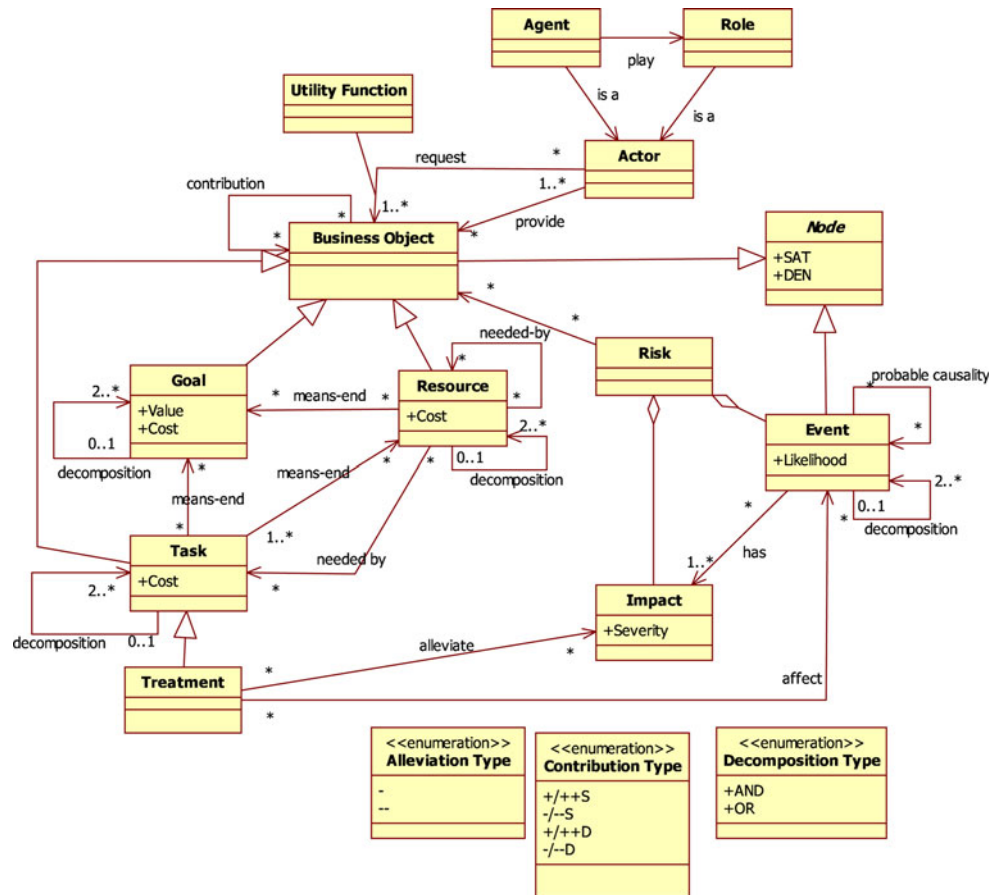 Agent
Role
play
is a
is a
Utility Function
Actor
request
*
1..*
provide
contribution
*
*
1..*
*
Business Object
Node
+SAT
+DEN
*
*
Risk
needed-by
*
*
Goal
+Value
+Cost
2..*
0..1
decomposition
*
means-end
*
Resource
+Cost
2..*
0..1
decomposition
probable causality
*
*
Event
+Likelihood
2..*
0..1
decomposition
*
means-end
*
means-end
*
1..*
*
needed by
*
*
has
1..*
*
Task
+Cost
2..*
0..1
decomposition
Impact
+Severity
alleviate
*
*
Treatment
affect
*
<<enumeration>>
Alleviation Type
-
--
<<enumeration>>
Contribution Type
+/++S
-/--S
+/++D
-/--D
<<enumeration>>
Decomposition Type
+AND
+OR